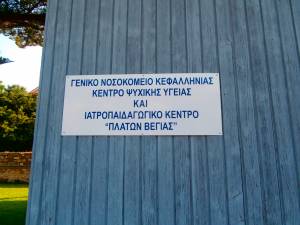 ΓΕΝΙΚΟ ΝΟΣΟΚΟΜΕΙΟ ΚΕΦΑΛΛΗΝΙΑΣ
ΚΕΝΤΡΟ ΨΥΧΙΚΗΣ ΥΓΕΙΑΣ
ΚΑΙ
ΙΑΤΡΟΠΑΙΔΑΓΩΓΙΚΟ ΚΕΝΤΡΟ
"ΠΛΑΤΩΝ ΒΕΓΙΑΣ"